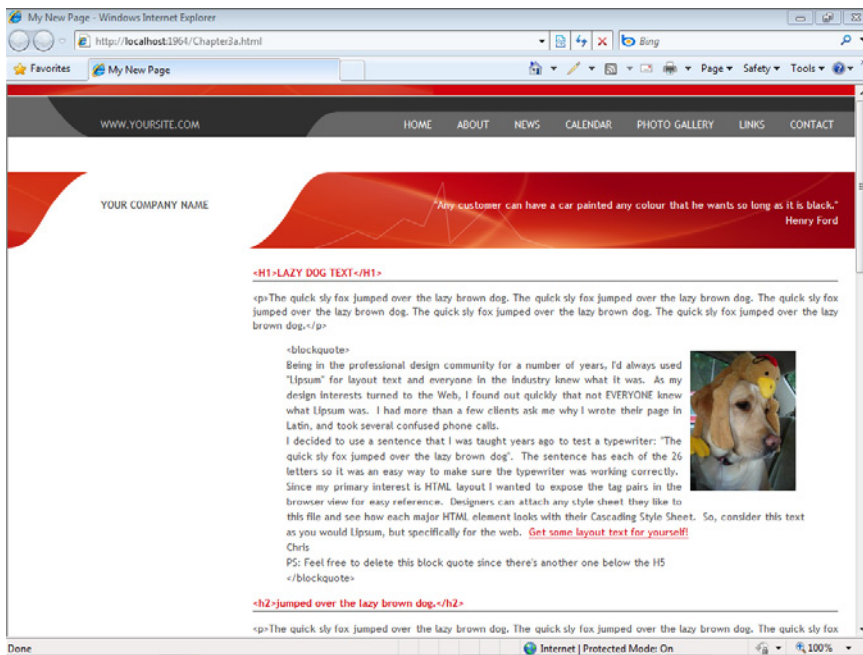 My New Page - Windows Internet Explorer
http://localhost:1964/Chapter3a.html
Bing
Favorites
My New Page
Page
Safety
Tools
WWW.YOURSITE.COM
HOME ABOUT NEWS CALENDAR PHOTO GALLERY LINKS CONTACT
YOUR COMPANY NAME
"Any customer can have a car painted any colour that he wants so long as it is black."
Henry Ford
<H1>LAZY DOG TEXT</H1>
<p>The quick sly fox jumped over the lazy brown dog. The quick sly fox jumped over the lazy brown dog. The quick sly fox
jumped over the lazy brown dog. The quick sly fox jumped over the lazy brown dog. The quick sly fox jumped over the lazy
brown dog.</p>
<blockquote>
Being in the professional design community for a number of years, I'd always used
"Lipsum" for layout text and everyone in the industry knew what it was. As my
design interests turned to the Web, I found out quickly that not EVERYONE knew
what Lipsum was. I had more than a few clients ask me why I wrote their page in
Latin, and took several confused phone calls.
I decided to use a sentence that I was taught years ago to test a typewriter: "The
quick sly fox jumped over the lazy brown dog". The sentence has each of the 26
letters so it was an easy way to make sure the typewriter was working correctly.
Since my primary interest is HTML layout I wanted to expose the tag pairs in the
browser view for easy reference. Designers can attach any style sheet they like to
this file and see how each major HTML element looks with their Cascading Style Sheet. So, consider this text
as you would Lipsum, but specifically for the web. Get some layout text for yourself!
Chris
PS: Feel free to delete this block quote since there's another one below the H5
</blockquote>
<h2>jumped over the lazy brown dog.</h2>
<p>The quick sly fox jumped over the lazy brown dog. The quick sly fox jumped over the lazy brown dog. The quick sly fox
Done
Internet | Protected Mode: On
100%